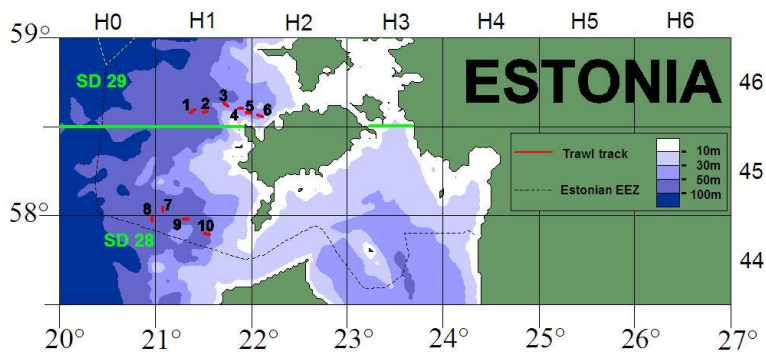 H0 H1 H2 H3 H4 H5 H6
59°
SD 29
ESTONIA
46
1 2 3 4 5 6
Trawl track
Estonian EEZ
10m
30m
50m
100m
45
58°
8 7
9 10
SD 28
44
20° 21° 22° 23° 24° 25° 26° 27°